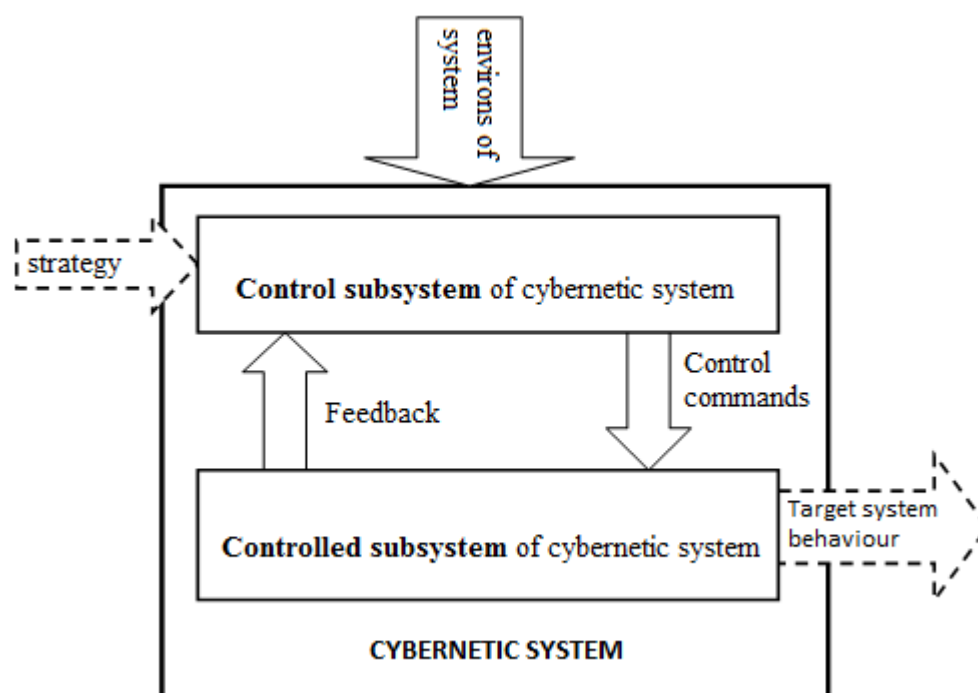 environs of
system
strategy
Control subsystem of cybernetic system
Control
commands
Feedback
Controlled subsystem of cybernetic system
Target system
behaviour
CYBERNETIC SYSTEM